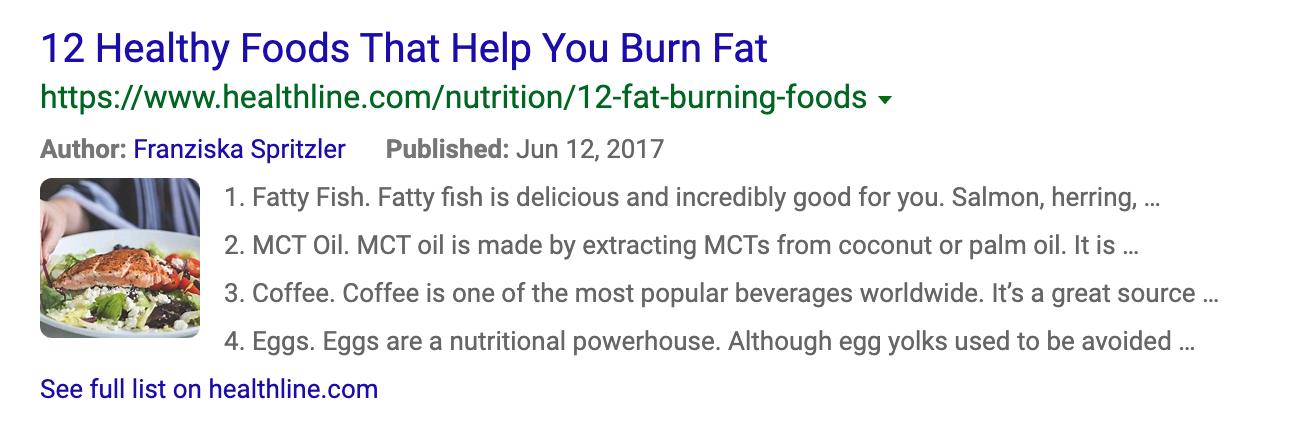 12 Healthy Foods That Help You Burn Fat
https://www.healthline.com/nutrition/12-fat-burning-foods
Author: Franziska Spritzler Published: Jun 12, 2017
1. Fatty Fish. Fatty fish is delicious and incredibly good for you. Salmon, herring, ...
2. MCT Oil. MCT oil is made by extracting MCTs from coconut or palm oil. It is ...
3. Coffee. Coffee is one of the most popular beverages worldwide. It’s a great source ...
4. Eggs. Eggs are a nutritional powerhouse. Although egg yolks used to be avoided ...
See full list on healthline.com